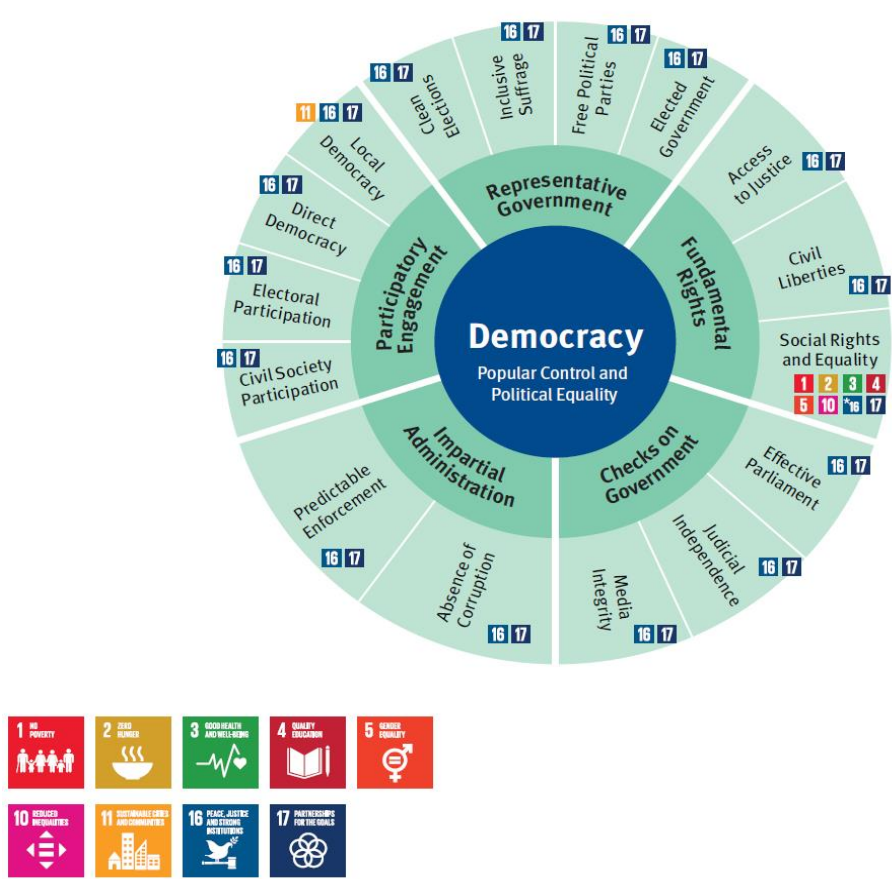 16 17
Clean
Elections
16 17
Inclusive
Suffrage
16 17
Free Political
Parties
16 17
Elected
Government
Representative
Government
Access
to Justice
16 17
Civil
Liberties
16 17
Social Rights
and Equality
1 2 3 4
5 10 *16 17
Fundamental
Rights
Effective
Parliament
16 17
Judicial
Independence
16 17
Media
Integrity
16 17
Checks on
Government
Absence of
Corruption
16 17
Predictable
Enforcement
16 17
Impartial
Administration
16 17
Civil Society
Participation
16 17
Electoral
Participation
16 17
Direct
Democracy
11 16 17
Local
Democracy
Participatory
Engagement
Democracy
Popular Control and
Political Equality
1 NO
POVERTY
2 ZERO
HUNGER
3 GOOD HEALTH
AND WELL-BEING
4 QUALITY
EDUCATION
5 GENDER
EQUALITY
10 REDUCED
INEQUALITIES
11 SUSTAINABLE CITIES
AND COMMUNITIES
16 PEACE, JUSTICE
AND STRONG
INSTITUTIONS
17 PARTNERSHIPS
FOR THE GOALS